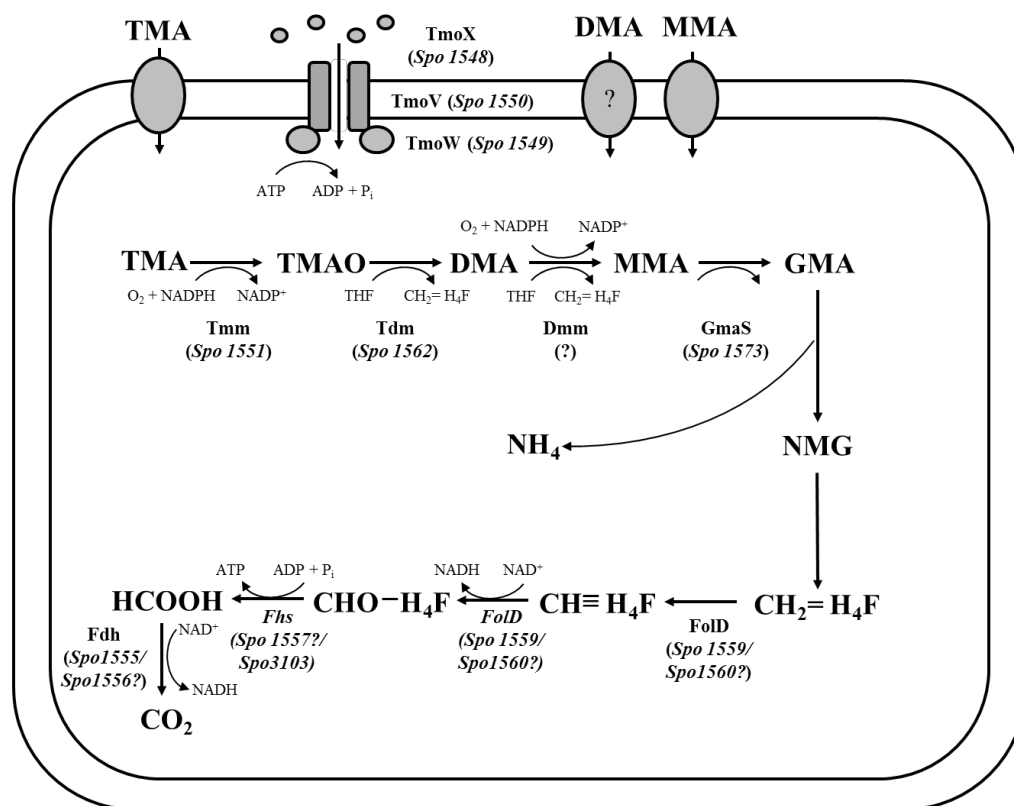 TMA
TmoX
(Spo 1548)
DMA MMA
?
TmoV (Spo 1550)
TmoW (Spo 1549)
ATP ADP + Pi
O2 + NADPH NADP+
TMA TMAO DMA MMA GMA
O2 + NADPH NADP+ THF CH2= H4F THF CH2= H4F
Tmm
(Spo 1551)
Tdm
(Spo 1562)
Dmm
(?)
GmaS
(Spo 1573)
NH4 NMG
ATP ADP + Pi NADH NAD+
HCOOH CHO－H4F CH≡ H4F CH2= H4F
Fhs
(Spo 1557?/
Spo3103)
FolD
(Spo 1559/
Spo1560?)
FolD
(Spo 1559/
Spo1560?)
Fdh
(Spo1555/
Spo1556?)
NAD+
NADH
CO2